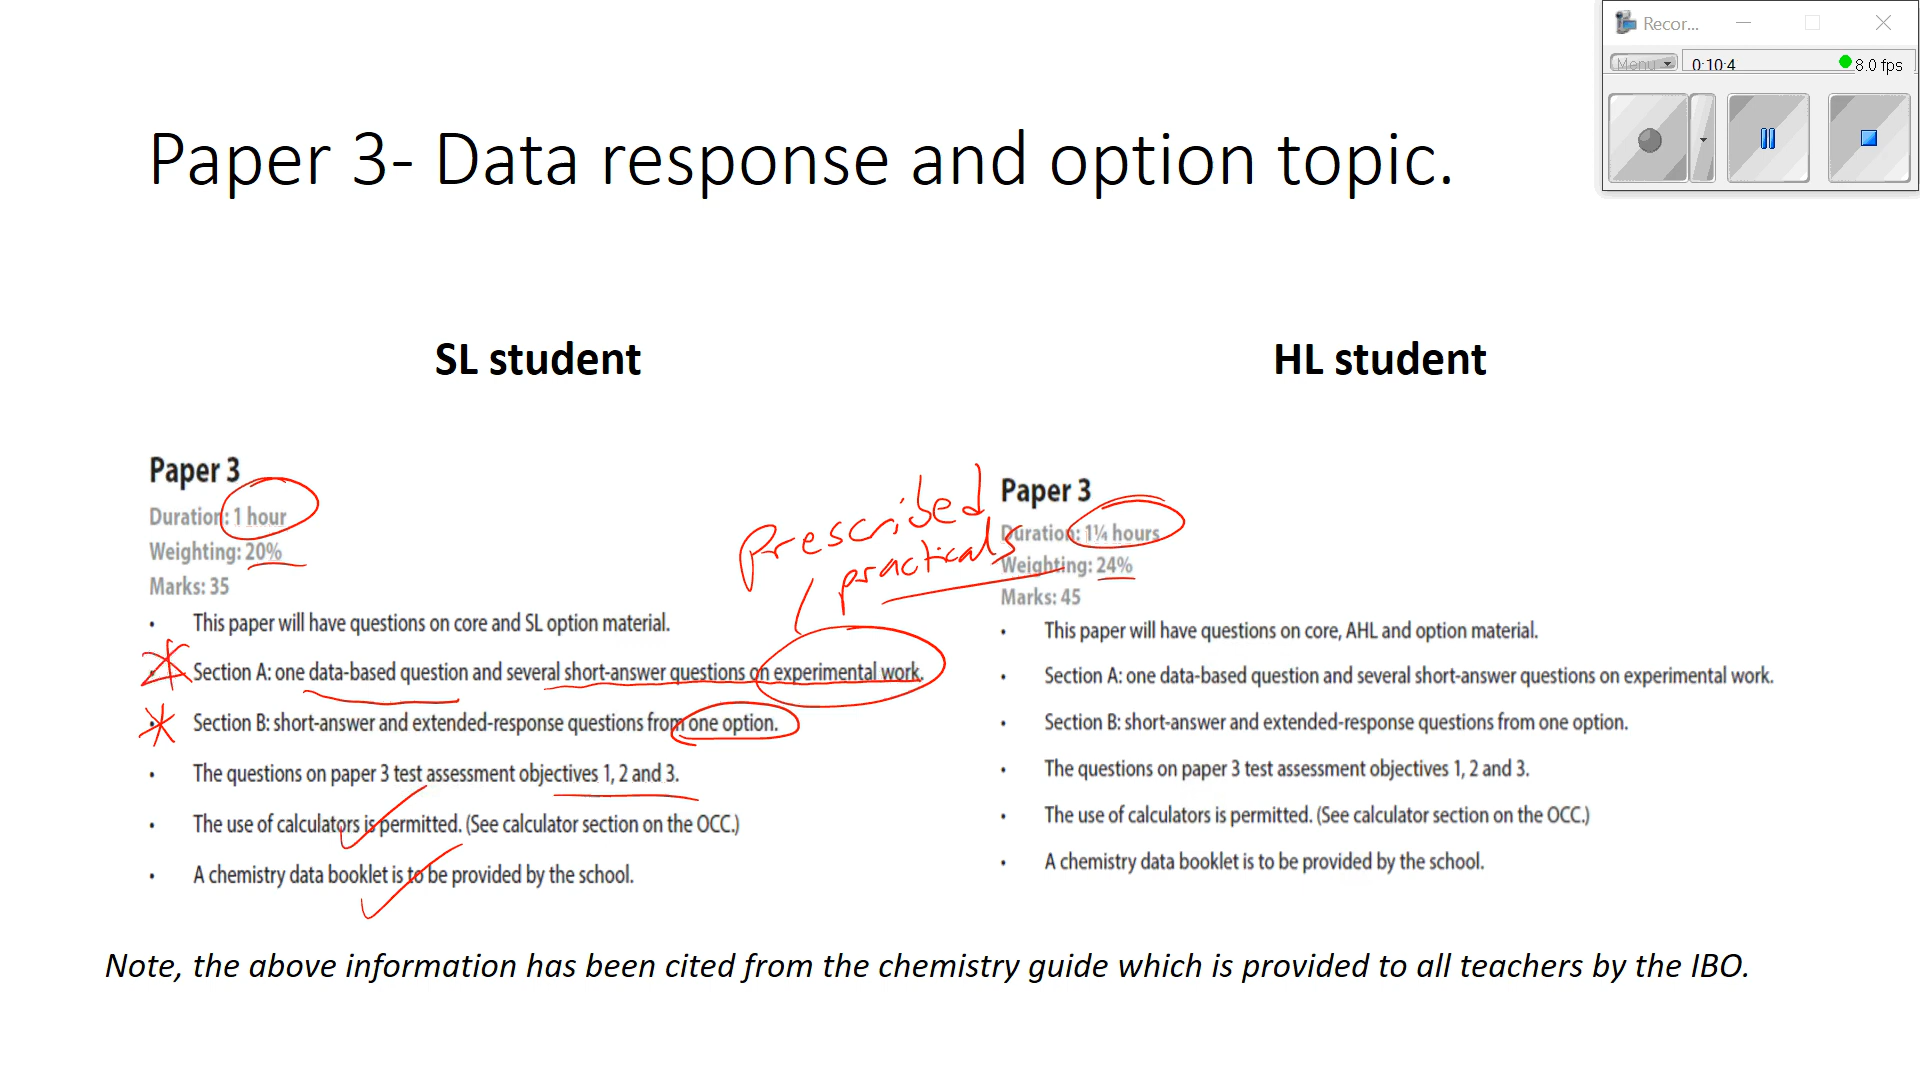 Recor...
Menu
0:10:4
8.0 fps
Paper 3- Data response and option topic.
SL student
HL student
Paper 3
Duration: 1 hour
Weighting: 20%
Marks: 35
• This paper will have questions on core and SL option material.
• Section A: one data-based question and several short-answer questions on experimental work.
• Section B: short-answer and extended-response questions from one option.
• The questions on paper 3 test assessment objectives 1, 2 and 3.
• The use of calculators is permitted. (See calculator section on the OCC.)
• A chemistry data booklet is to be provided by the school.
prescribed
practicals
Paper 3
Duration: 1¼ hours
Weighting: 24%
Marks: 45
• This paper will have questions on core, AHL and option material.
• Section A: one data-based question and several short-answer questions on experimental work.
• Section B: short-answer and extended-response questions from one option.
• The questions on paper 3 test assessment objectives 1, 2 and 3.
• The use of calculators is permitted. (See calculator section on the OCC.)
• A chemistry data booklet is to be provided by the school.
Note, the above information has been cited from the chemistry guide which is provided to all teachers by the IBO.